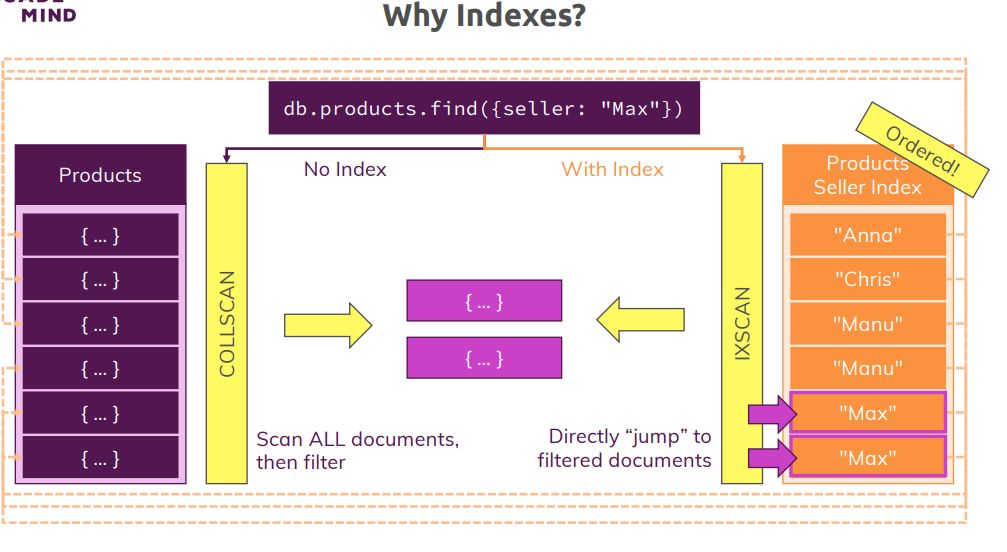 MIND
Why Indexes?
db.products.find({seller: "Max"})
Ordered!
No Index
With Index
Products
{ ... }
{ ... }
{ ... }
{ ... }
{ ... }
{ ... }
COLLSCAN
Scan ALL documents,
then filter
{ ... }
{ ... }
Directly “jump” to
filtered documents
IXSCAN
Products
Seller Index
"Anna"
"Chris"
"Manu"
"Manu"
"Max"
"Max"